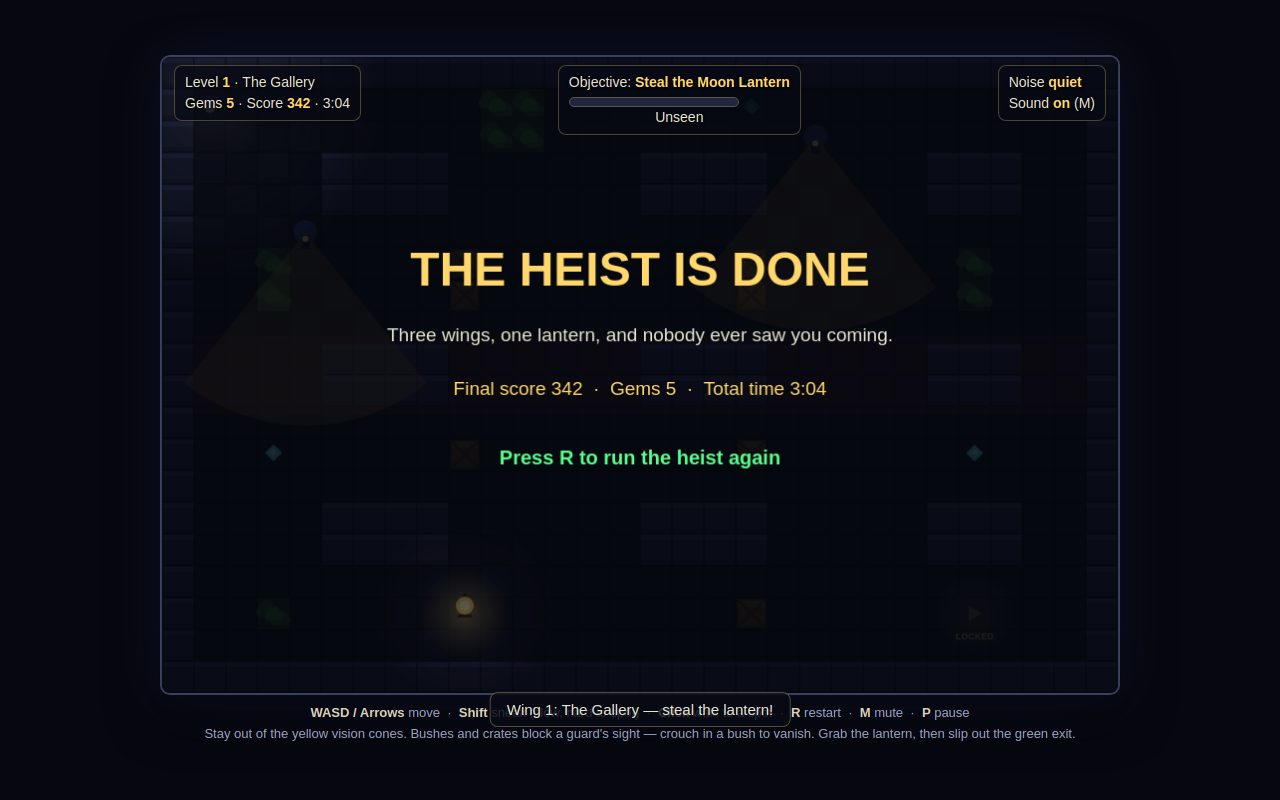 Level 1 · The Gallery
Gems 5 · Score 342 · 3:04
Objective: Steal the Moon Lantern
Unseen
Noise quiet
Sound on (M)
THE HEIST IS DONE
Three wings, one lantern, and nobody ever saw you coming.
Final score 342 · Gems 5 · Total time 3:04
Press R to run the heist again
LOCKED
Wing 1: The Gallery — steal the lantern!
WASD / Arrows move · Shift R restart · M mute · P pause
Stay out of the yellow vision cones. Bushes and crates block a guard's sight — crouch in a bush to vanish. Grab the lantern, then slip out the green exit.